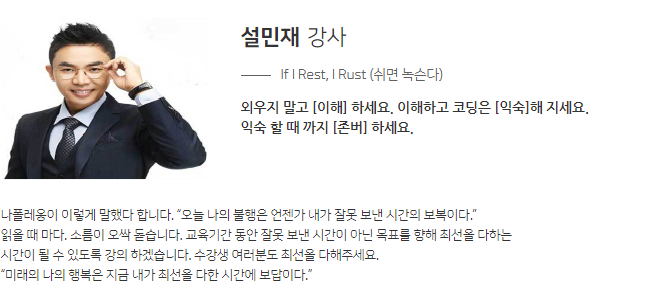 설민재 강사
If I Rest, I Rust (쉬면 녹슨다)
외우지 말고 [이해] 하세요. 이해하고 코딩은 [익숙]해 지세요.
익숙 할 때 까지 [존버] 하세요.
나폴레옹이 이렇게 말했다 합니다. “오늘 나의 불행은 언젠가 내가 잘못 보낸 시간의 보복이다.”
읽을 때 마다. 소름이 오싹 돋습니다. 교육기간 동안 잘못 보낸 시간이 아닌 목표를 향해 최선을 다하는
시간이 될 수 있도록 강의 하겠습니다. 수강생 여러분도 최선을 다해주세요.
“미래의 나의 행복은 지금 내가 최선을 다한 시간에 보답이다.”